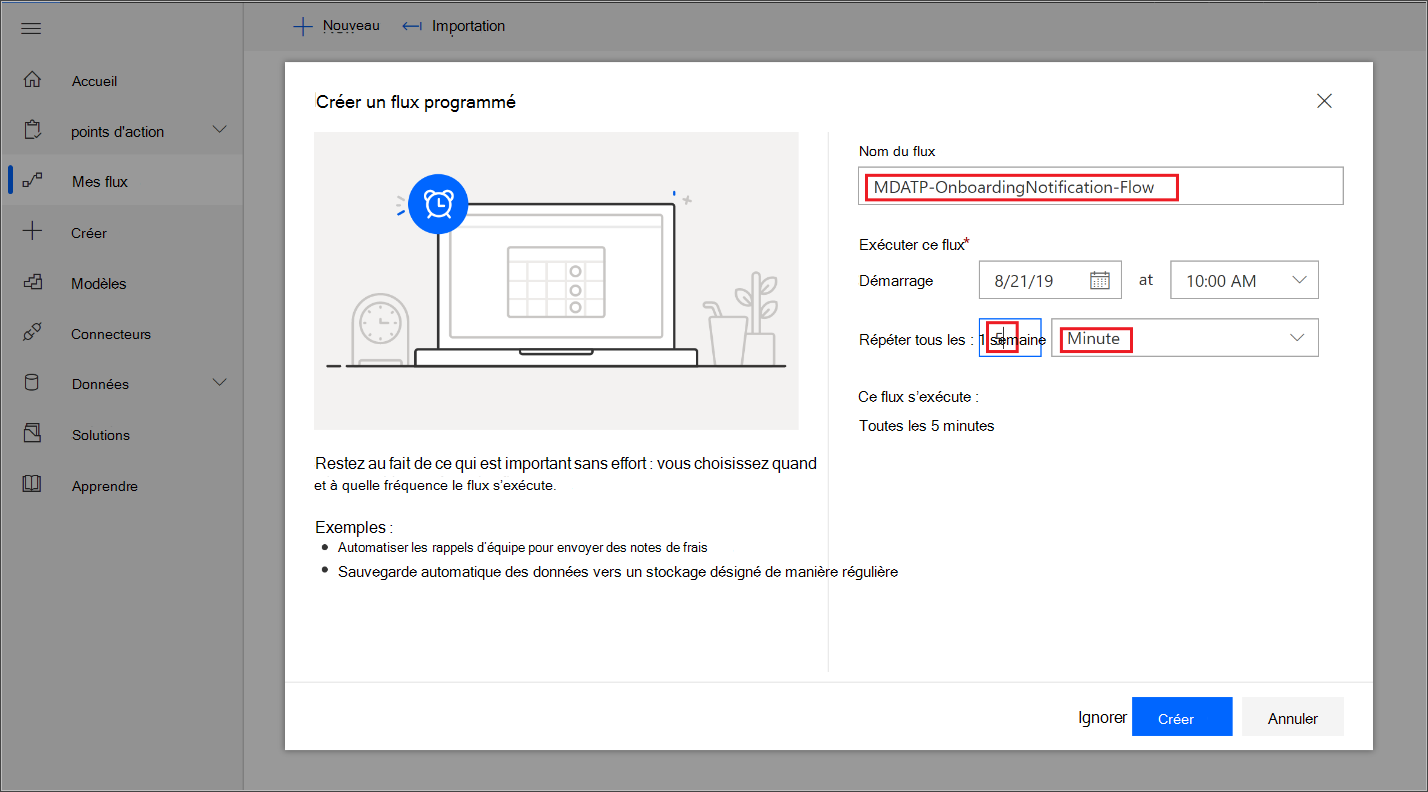 Nouveau
Importation
Accueil
points d'action
Mes flux
Créer
Modèles
Connecteurs
Données
Solutions
Apprendre
Créer un flux programmé
Restez au fait de ce qui est important sans effort : vous choisissez quand
et à quelle fréquence le flux s'exécute.
Exemples :
Automatiser les rappels d'équipe pour envoyer des notes de frais
Sauvegarde automatique des données vers un stockage désigné de manière régulière
Nom du flux
MDATP-OnboardingNotification-Flow
Exécuter ce flux*
Démarrage 8/21/19 at 10:00 AM
Répéter tous les : 1 semaine 5 Minute
Ce flux s’exécute :
Toutes les 5 minutes
Ignorer Créer Annuler